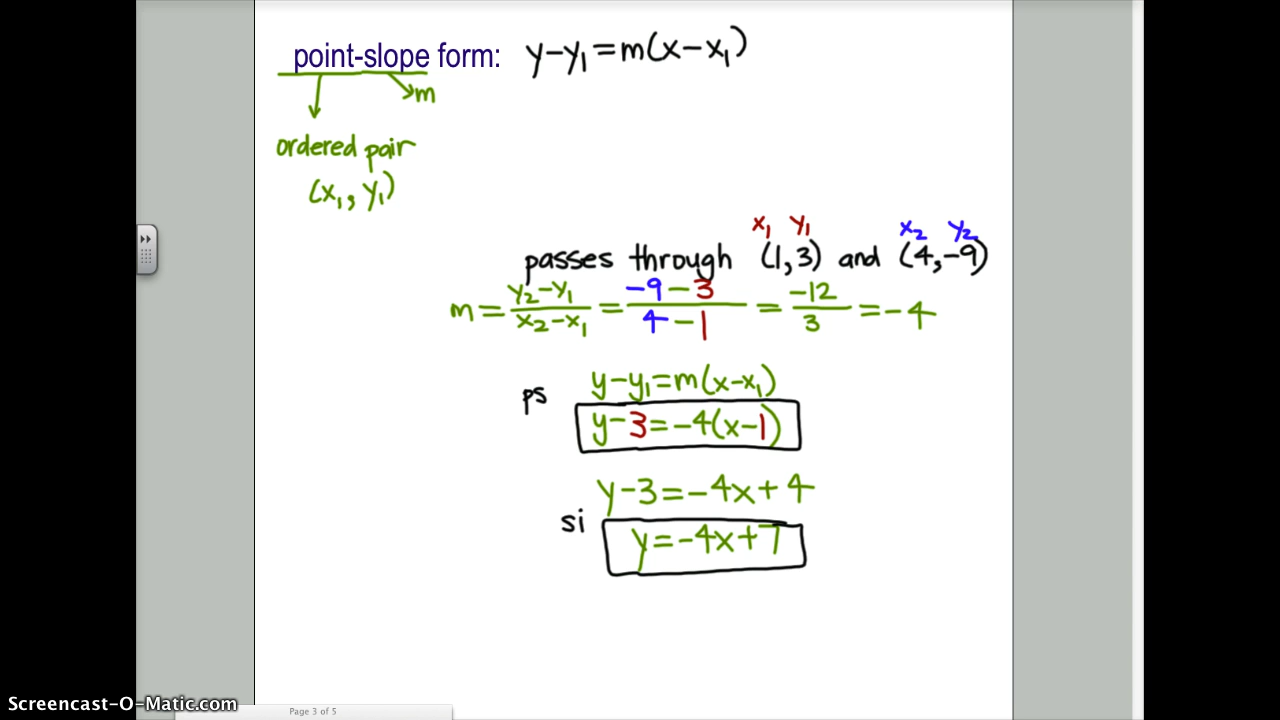 point-slope form: y-y₁=m(x-x₁)
m
ordered pair
(x₁, y₁)
x₁ y₁ x₂ y₂
passes through (1,3) and (4,-9)
m = y₂-y₁/x₂-x₁ = -9-3/4-1 = -12/3 = -4
ps y-y₁=m(x-x₁)
y-3=-4(x-1)
y-3=-4x+4
si y=-4x+7
Screencast-O-Matic.com
Page 3 of 5